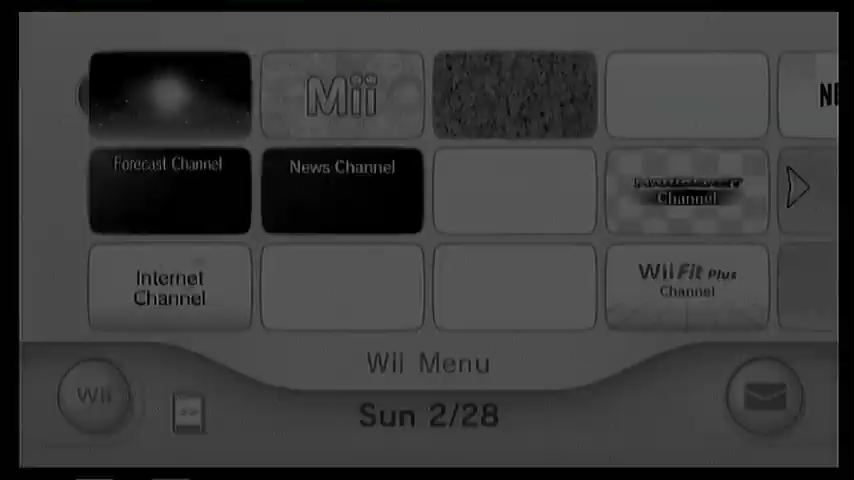 Mii
Forecast Channel
News Channel
Channel
Internet
Channel
Wii Fit Plus
Channel
Wii Menu
Wii
Sun 2/28